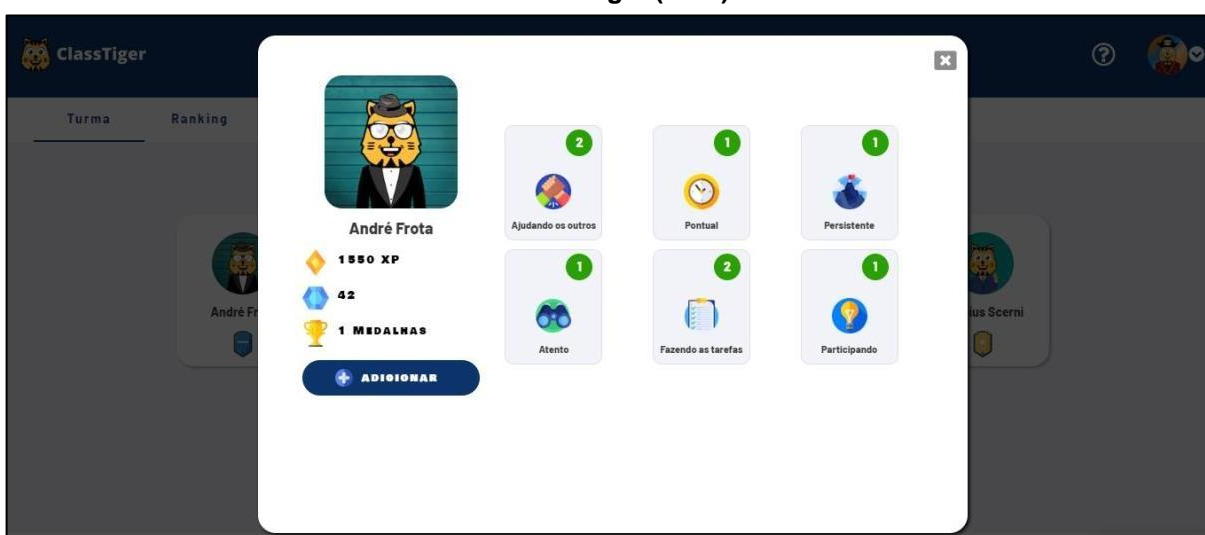 ClassTiger
Turma
Ranking
André Frota
1550 XP
42
1 MEDALHAS
ADICIONAR
2
Ajudando os outros
1
Pontual
1
Persistente
1
Atento
2
Fazendo as tarefas
1
Participando
André Fr
ius Scerni